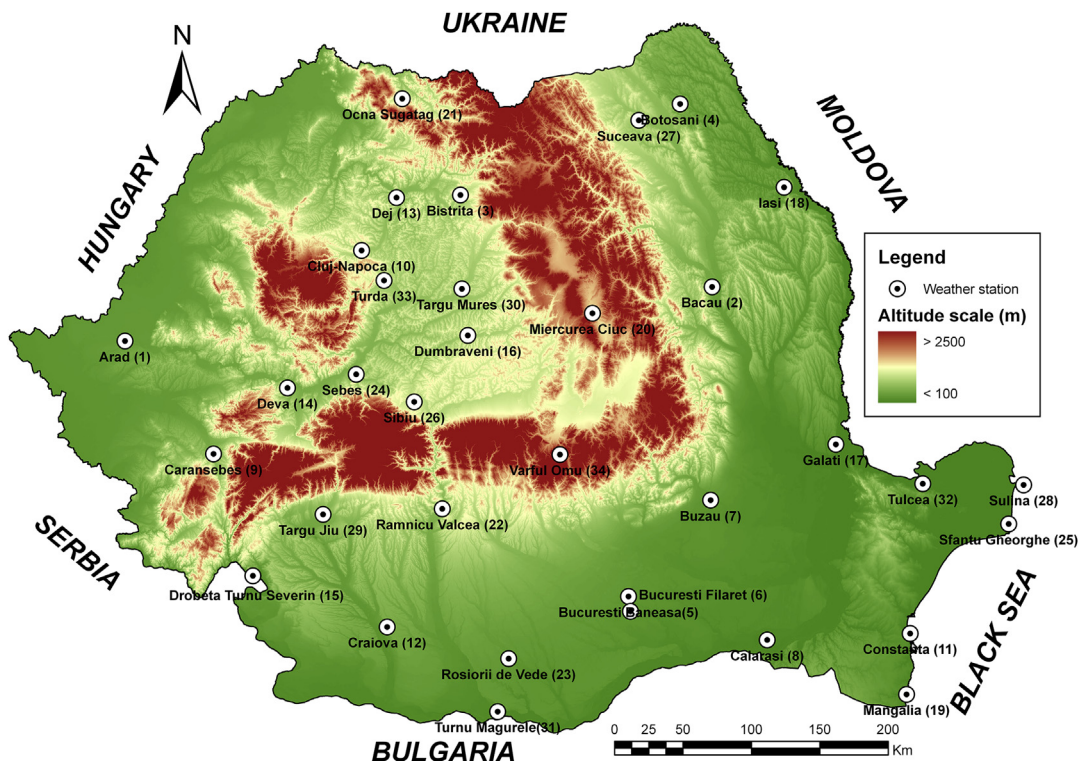 UKRAINE
N
Ocna Sugatag (21)
Botosani (4)
Suceava (27)
MOLDOVA
HUNGARY
Iasi (18)
Dej (13)
Bistrita (3)
Cluj-Napoca (10)
Turda (33)
Targu Mures (30)
Bacau (2)
Miercurea Ciuc (20)
Arad (1)
Dumbraveni (16)
Legend
Weather station
Altitude scale (m)
> 2500
< 100
Sebes (24)
Deva (14)
Sibiu (26)
Caransebes (9)
Varful Omu (34)
Galati (17)
Tulcea (32)
Sulina (28)
Targu Jiu (29)
Ramnicu Valcea (22)
Buzau (7)
Sfantu Gheorghe (25)
SERBIA
Drobeta Turnu Severin (15)
Bucuresti Filaret (6)
Bucuresti Baneasa(5)
Craiova (12)
Calarasi (8)
Constanta (11)
BLACK SEA
Rosiorii de Vede (23)
Mangalia (19)
Turnu Magurele(31)
BULGARIA
0 25 50 100 150 200
Km